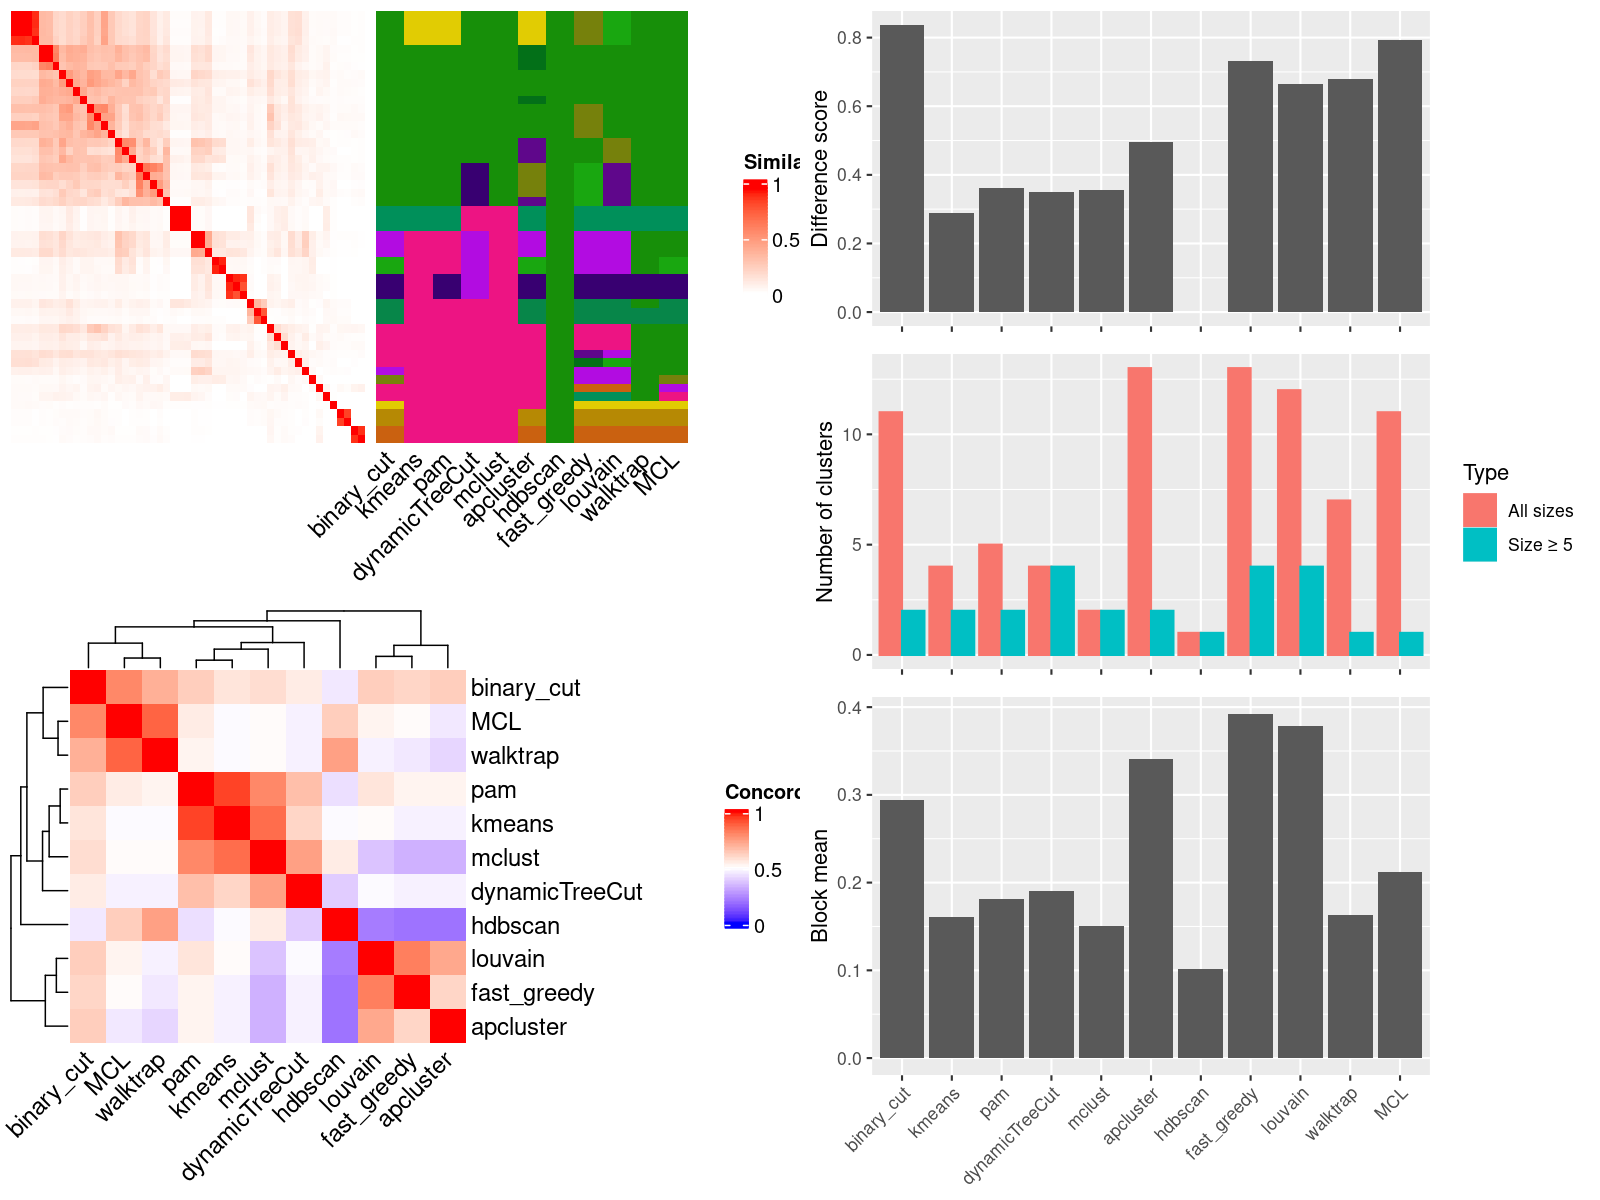 Simila
1
0.5
0
binary_cut
kmeans
pam
dynamicTreeCut
mclust
apcluster
hdbscan
fast_greedy
louvain
walktrap
MCL
binary_cut
MCL
walktrap
pam
kmeans
mclust
dynamicTreeCut
hdbscan
louvain
fast_greedy
apcluster
binary_cut
MCL
walktrap
pam
kmeans
mclust
dynamicTreeCut
hdbscan
louvain
fast_greedy
apcluster
Concord
1
0.5
0
Difference score
0.8
0.6
0.4
0.2
0.0
Number of clusters
10
5
0
Type
All sizes
Size ≥ 5
Block mean
0.4
0.3
0.2
0.1
0.0
binary_cut
kmeans
pam
dynamicTreeCut
mclust
apcluster
hdbscan
fast_greedy
louvain
walktrap
MCL